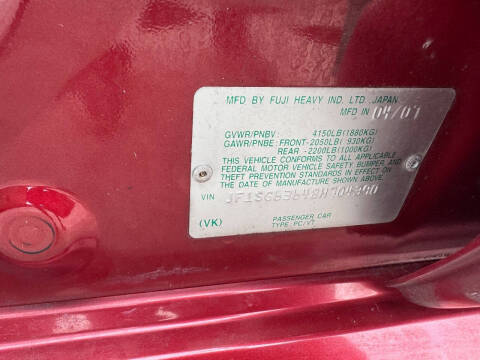 MFD BY FUJI HEAVY IND. LTD. JAPAN
MFD IN 04/07
GVWR/PNBV: 4150LB(1880KG)
GAWR/PNBE: FRONT-2050LB( 930KG)
REAR -2200LB(1000KG)
THIS VEHICLE CONFORMS TO ALL APPLICABLE
FEDERAL MOTOR VEHICLE SAFETY BUMPER AND
THEFT PREVENTION STANDARDS IN EFFECT ON
THE DATE OF MANUFACTURE SHOWN ABOVE.
VIN
(VK) PASSENGER CAR
TYPE: PC/VT